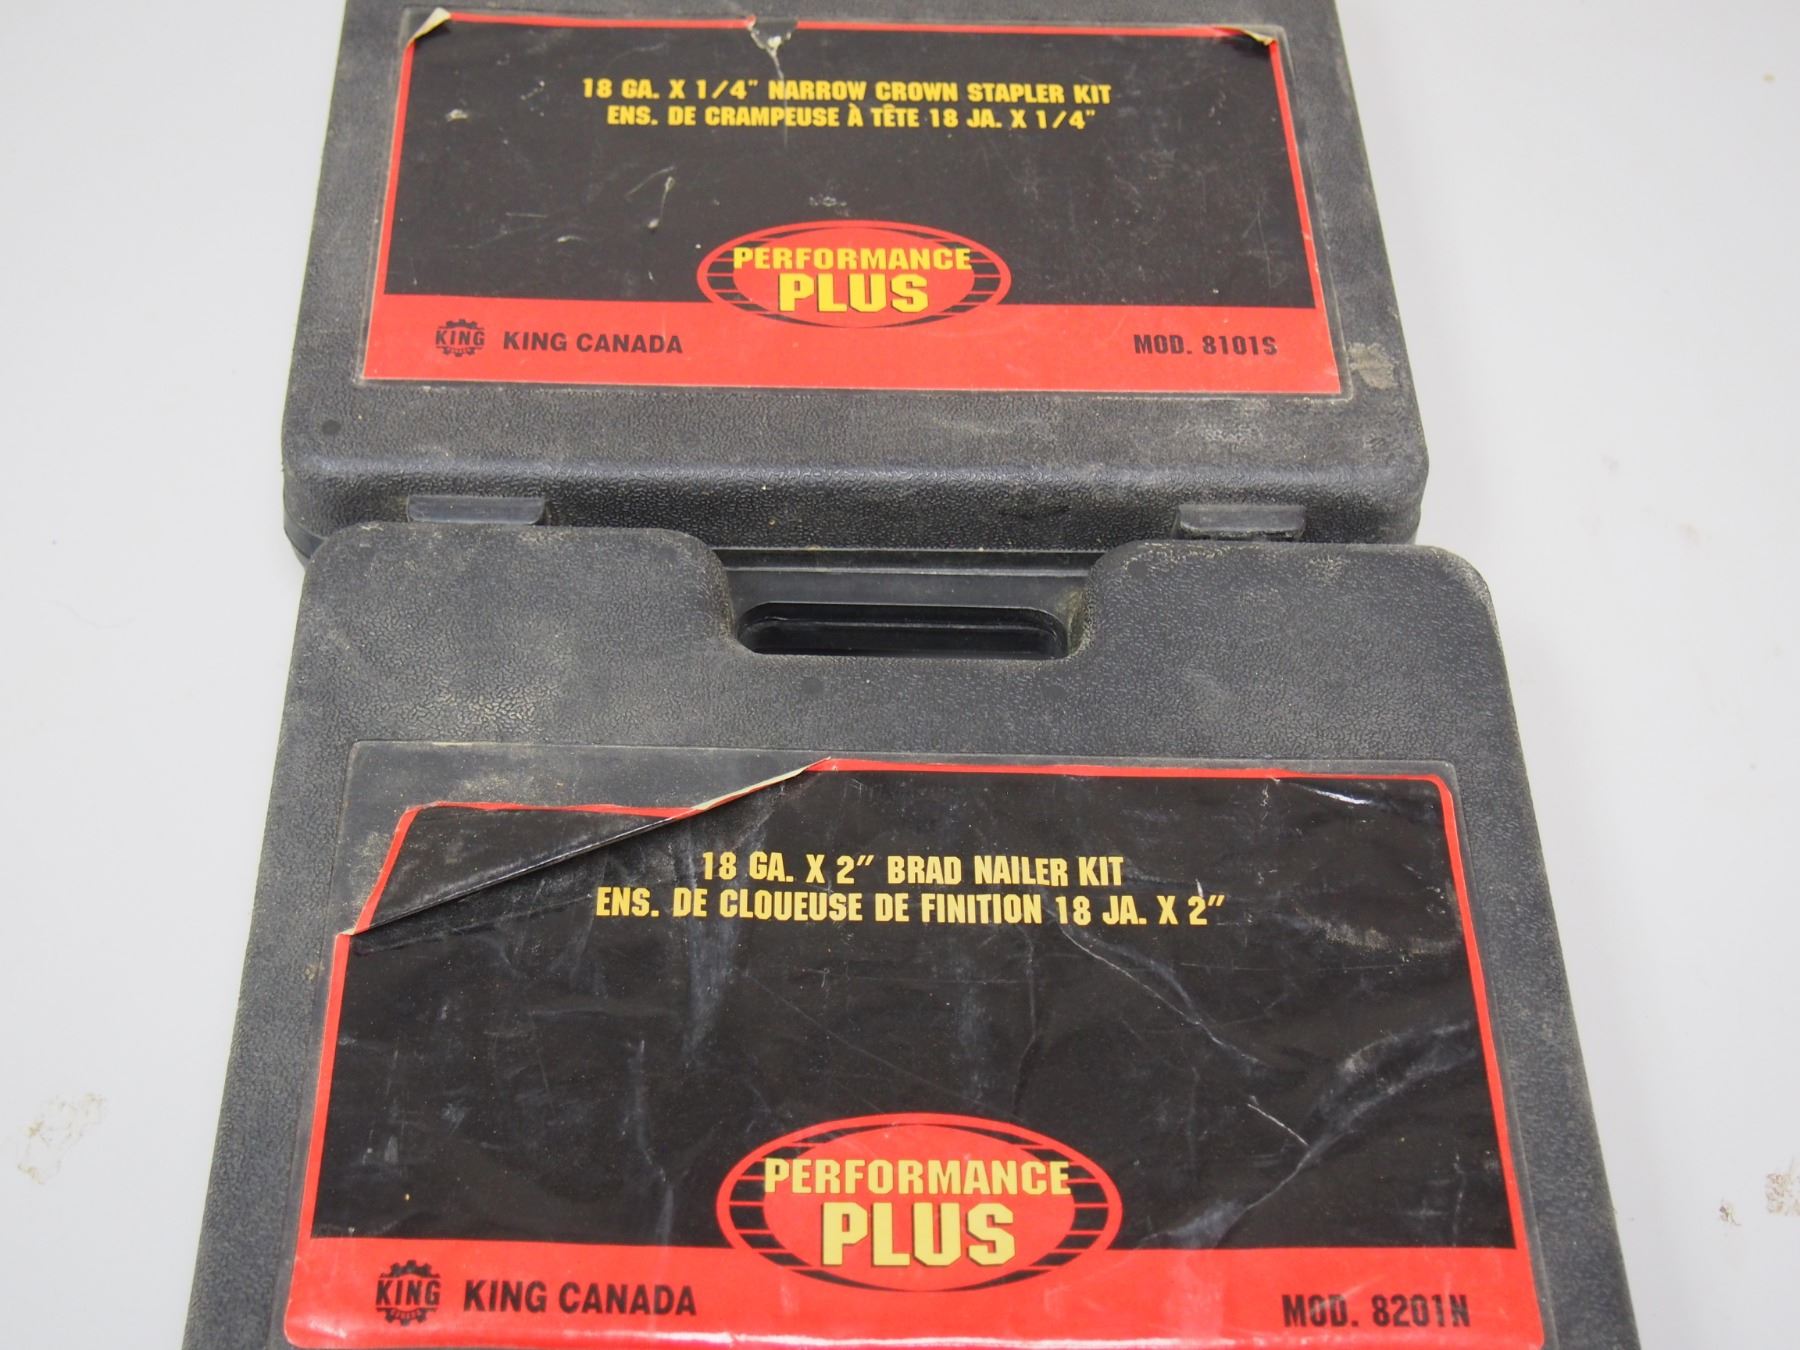 18 GA. X 1/4" NARROW CROWN STAPLER KIT
ENS. DE CRAMPEUSE À TÊTE 18 JA. X 1/4"
PERFORMANCE
PLUS
KING
KING CANADA
MOD. 8101S
18 GA. X 2" BRAD NAILER KIT
ENS. DE CLOUEUSE DE FINITION 18 JA. X 2"
PERFORMANCE
PLUS
KING
KING CANADA
MOD. 8201N